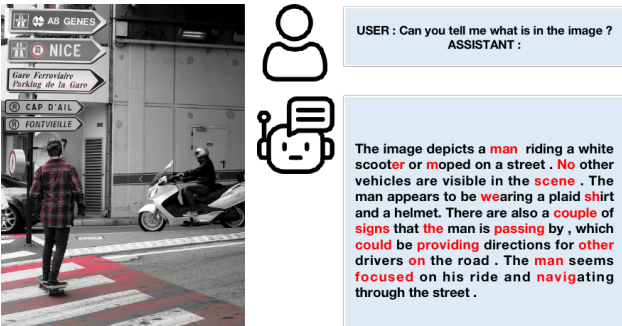 A8 GENES
NICE
Gare Ferroviaire
Parking de la Gare
CAP D'AIL
FONTVIEILLE
USER : Can you tell me what is in the image ?
ASSISTANT :
The image depicts a man riding a white
scooter or moped on a street . No other
vehicles are visible in the scene . The
man appears to be wearing a plaid shirt
and a helmet. There are also a couple of
signs that the man is passing by , which
could be providing directions for other
drivers on the road . The man seems
focused on his ride and navigating
through the street .